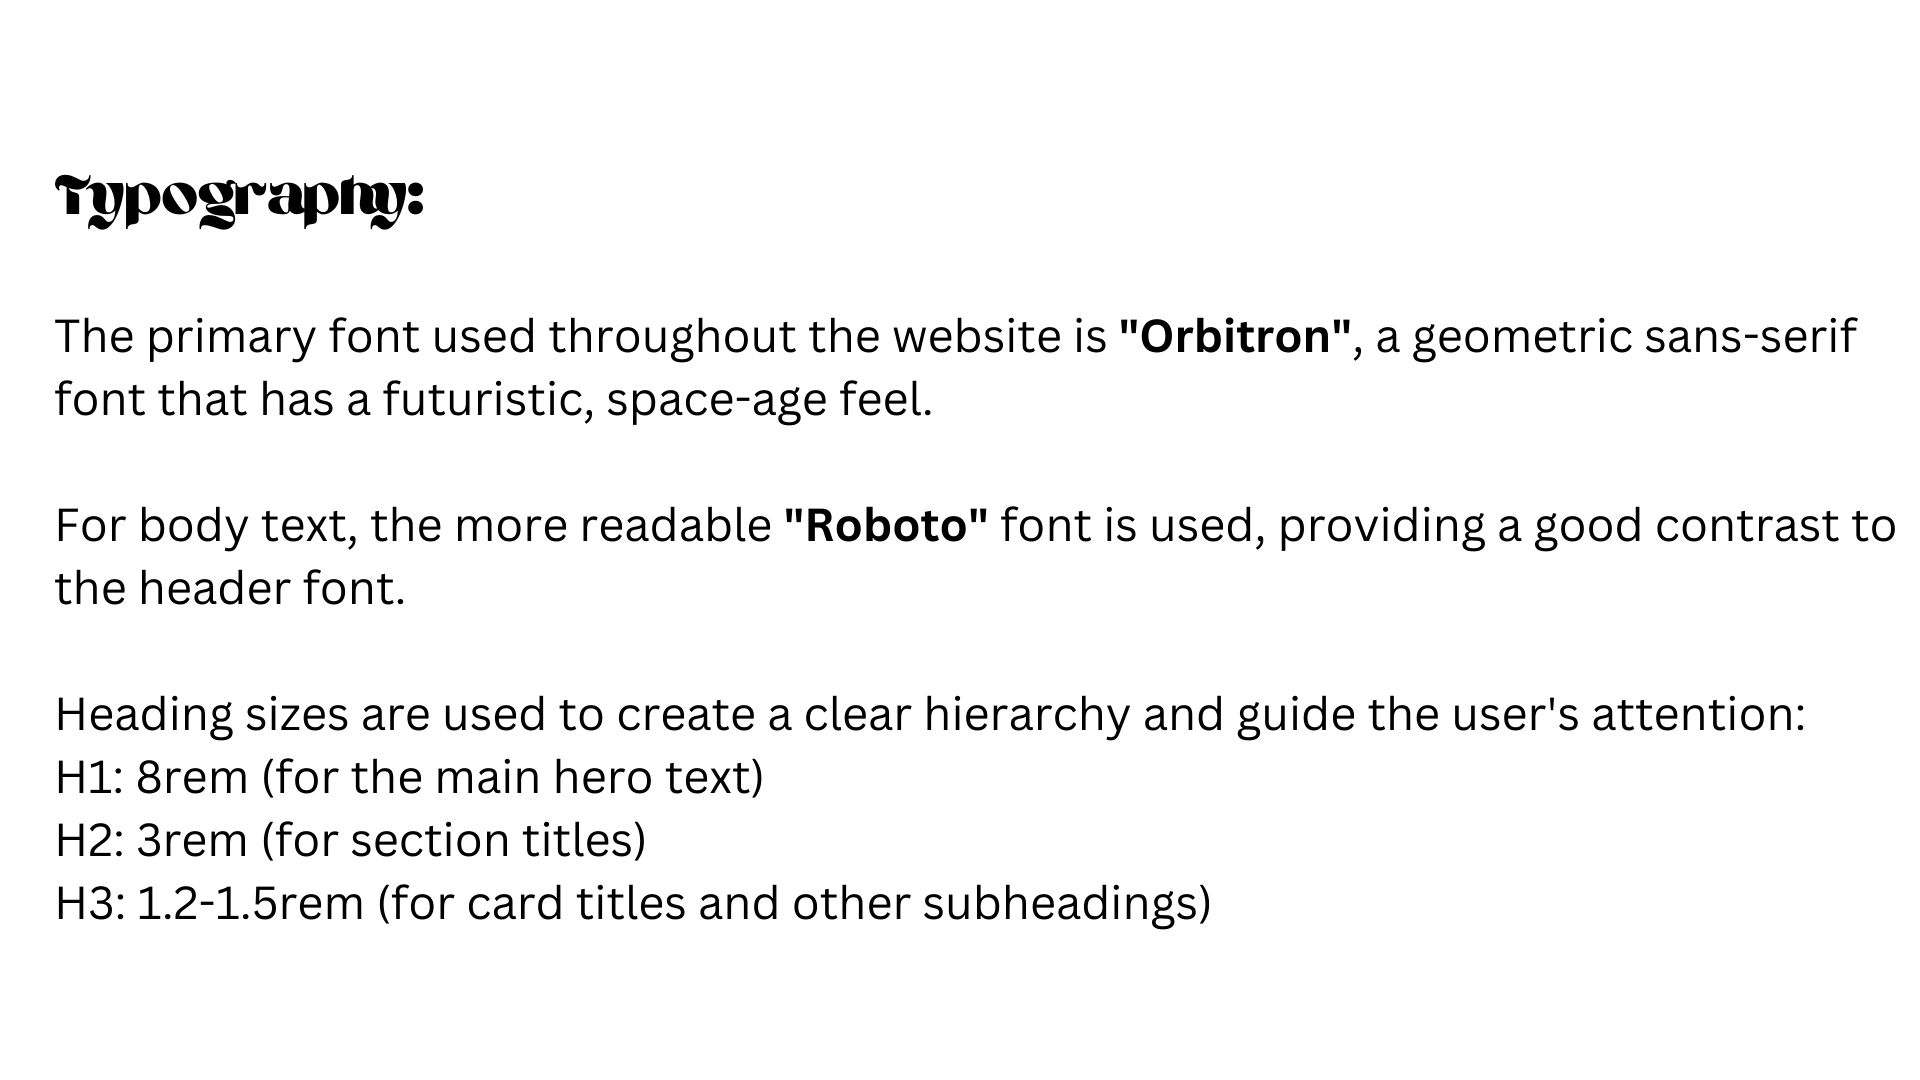 Typography:
The primary font used throughout the website is "Orbitron", a geometric sans-serif
font that has a futuristic, space-age feel.
For body text, the more readable "Roboto" font is used, providing a good contrast to
the header font.
Heading sizes are used to create a clear hierarchy and guide the user's attention:
H1: 8rem (for the main hero text)
H2: 3rem (for section titles)
H3: 1.2-1.5rem (for card titles and other subheadings)